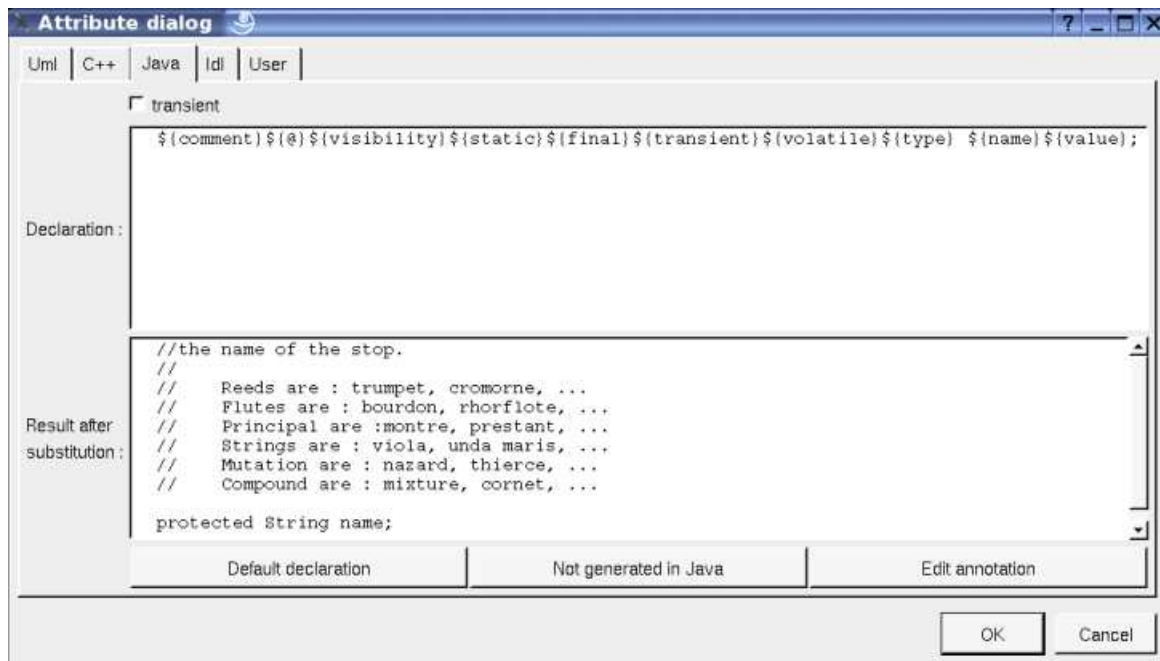 Attribute dialog
Uml C++ Java Idl User
transient
${comment}${@}${visibility}${static}${final}${transient}${volatile}${type} ${name}${value};
Declaration :
//the name of the stop.
//
// Reeds are : trumpet, cromorne, ...
// Flutes are : bourdon, rhorflote, ...
// Principal are :montre, prestant, ...
// Strings are : viola, unda maris, ...
// Mutation are : nazard, thierce, ...
// Compound are : mixture, cornet, ...
protected String name;
Result after
substitution :
Default declaration Not generated in Java Edit annotation
OK Cancel